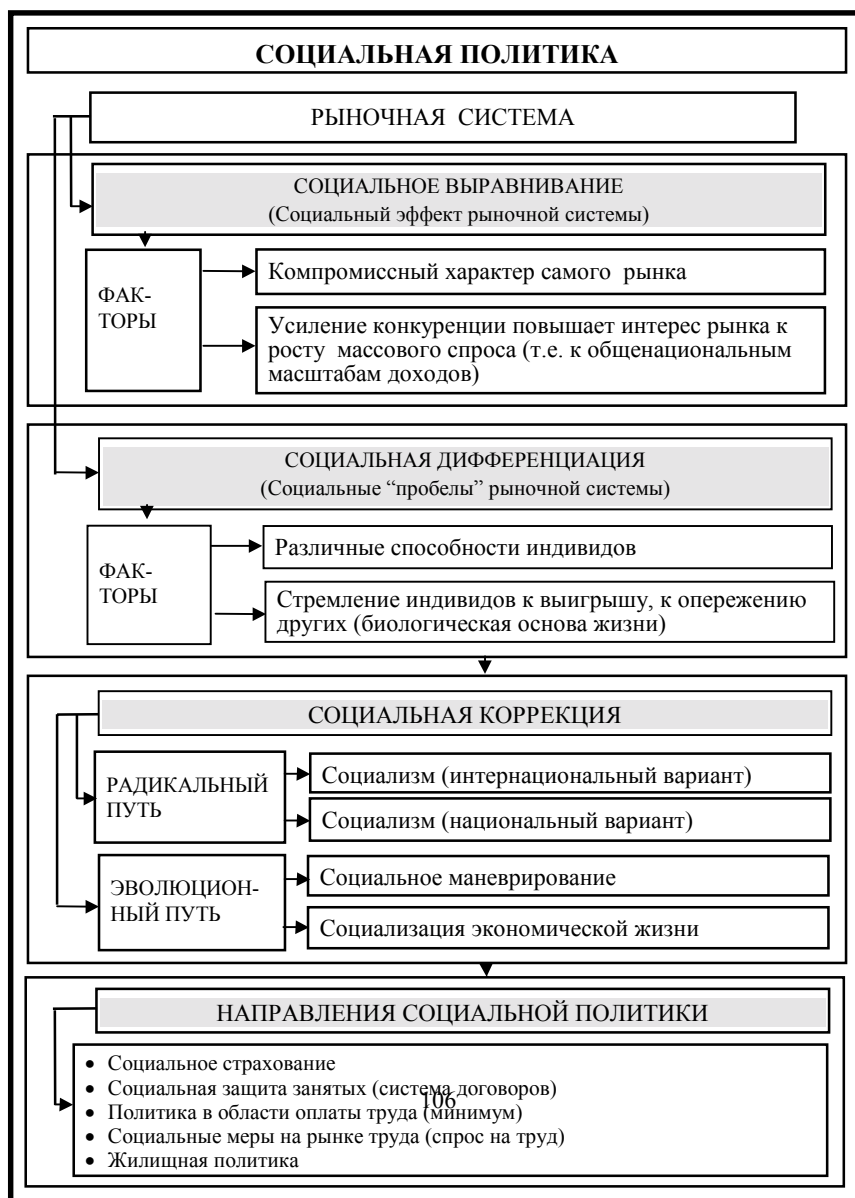 СОЦИАЛЬНАЯ ПОЛИТИКА
РЫНОЧНАЯ СИСТЕМА
СОЦИАЛЬНОЕ ВЫРАВНИВАНИЕ
(Социальный эффект рыночной системы)
ФАК-
ТОРЫ
Компромиссный характер самого рынка
Усиление конкуренции повышает интерес рынка к
росту массового спроса (т.е. к общенациональным
масштабам доходов)
СОЦИАЛЬНАЯ ДИФФЕРЕНЦИАЦИЯ
(Социальные “пробелы” рыночной системы)
ФАК-
ТОРЫ
Различные способности индивидов
Стремление индивидов к выигрышу, к опережению
других (биологическая основа жизни)
СОЦИАЛЬНАЯ КОРРЕКЦИЯ
РАДИКАЛЬНЫЙ
ПУТЬ
Социализм (интернациональный вариант)
Социализм (национальный вариант)
ЭВОЛЮЦИОН-
НЫЙ ПУТЬ
Социальное маневрирование
Социализация экономической жизни
НАПРАВЛЕНИЯ СОЦИАЛЬНОЙ ПОЛИТИКИ
• Социальное страхование
• Социальная защита занятых (система договоров)
106
• Политика в области оплаты труда (минимум)
• Социальные меры на рынке труда (спрос на труд)
• Жилищная политика